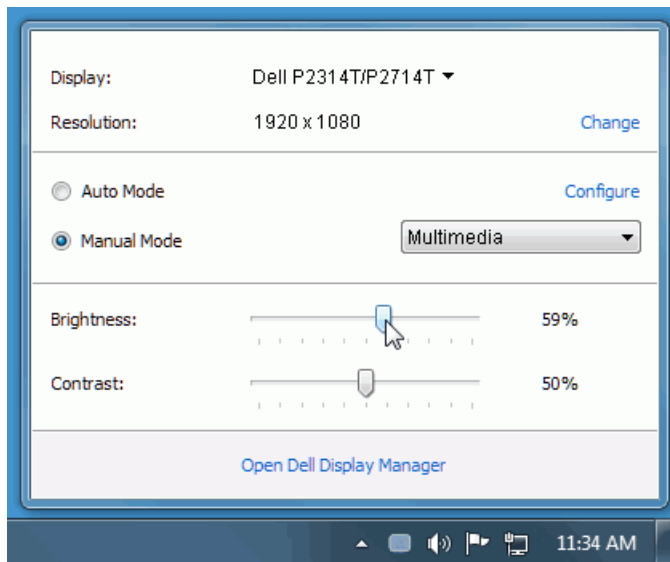 Display: Dell P2314T/P2714T
Resolution: 1920 x 1080 Change
Auto Mode Configure
Manual Mode Multimedia
Brightness: 59%
Contrast: 50%
Open Dell Display Manager
11:34 AM